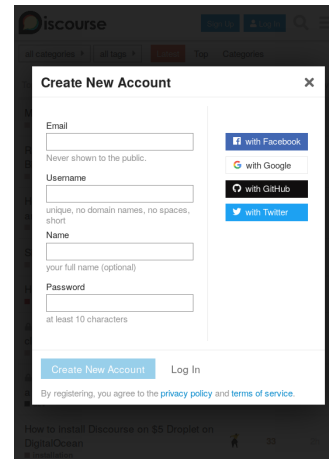 Discourse
Sign Up
Log In
all categories
all tags
Latest
Top
Categories
Create New Account
×
Email
Never shown to the public.
with Facebook
with Google
with GitHub
with Twitter
Username
unique, no domain names, no spaces,
short
Name
your full name (optional)
Password
at least 10 characters
Create New Account
Log In
By registering, you agree to the privacy policy and terms of service.
How to install Discourse on $5 Droplet on
DigitalOcean